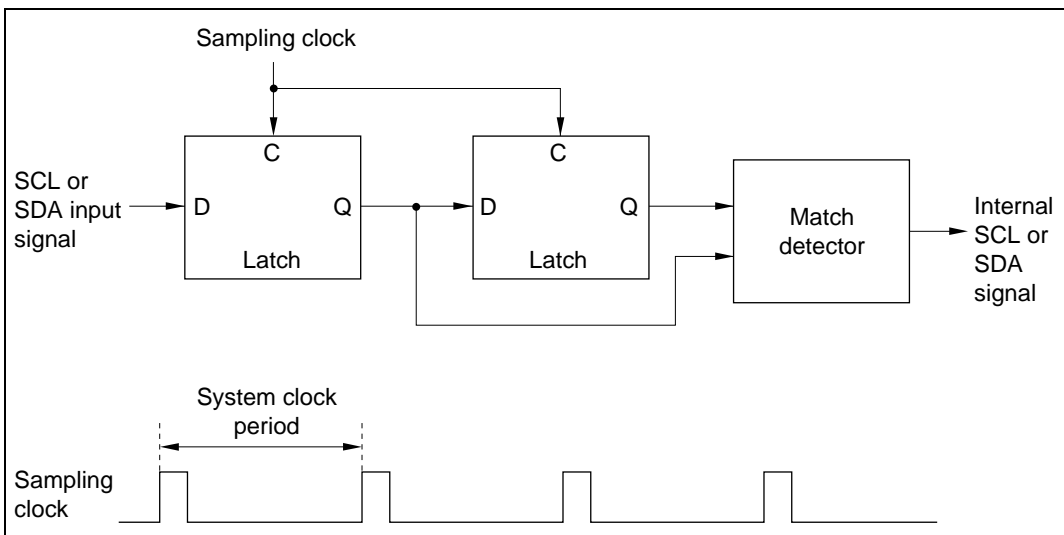 Sampling clock
C
C
SCL or
SDA input
signal
D
Q
D
Q
Latch
Latch
Match
detector
Internal
SCL or
SDA
signal
System clock
period
Sampling
clock